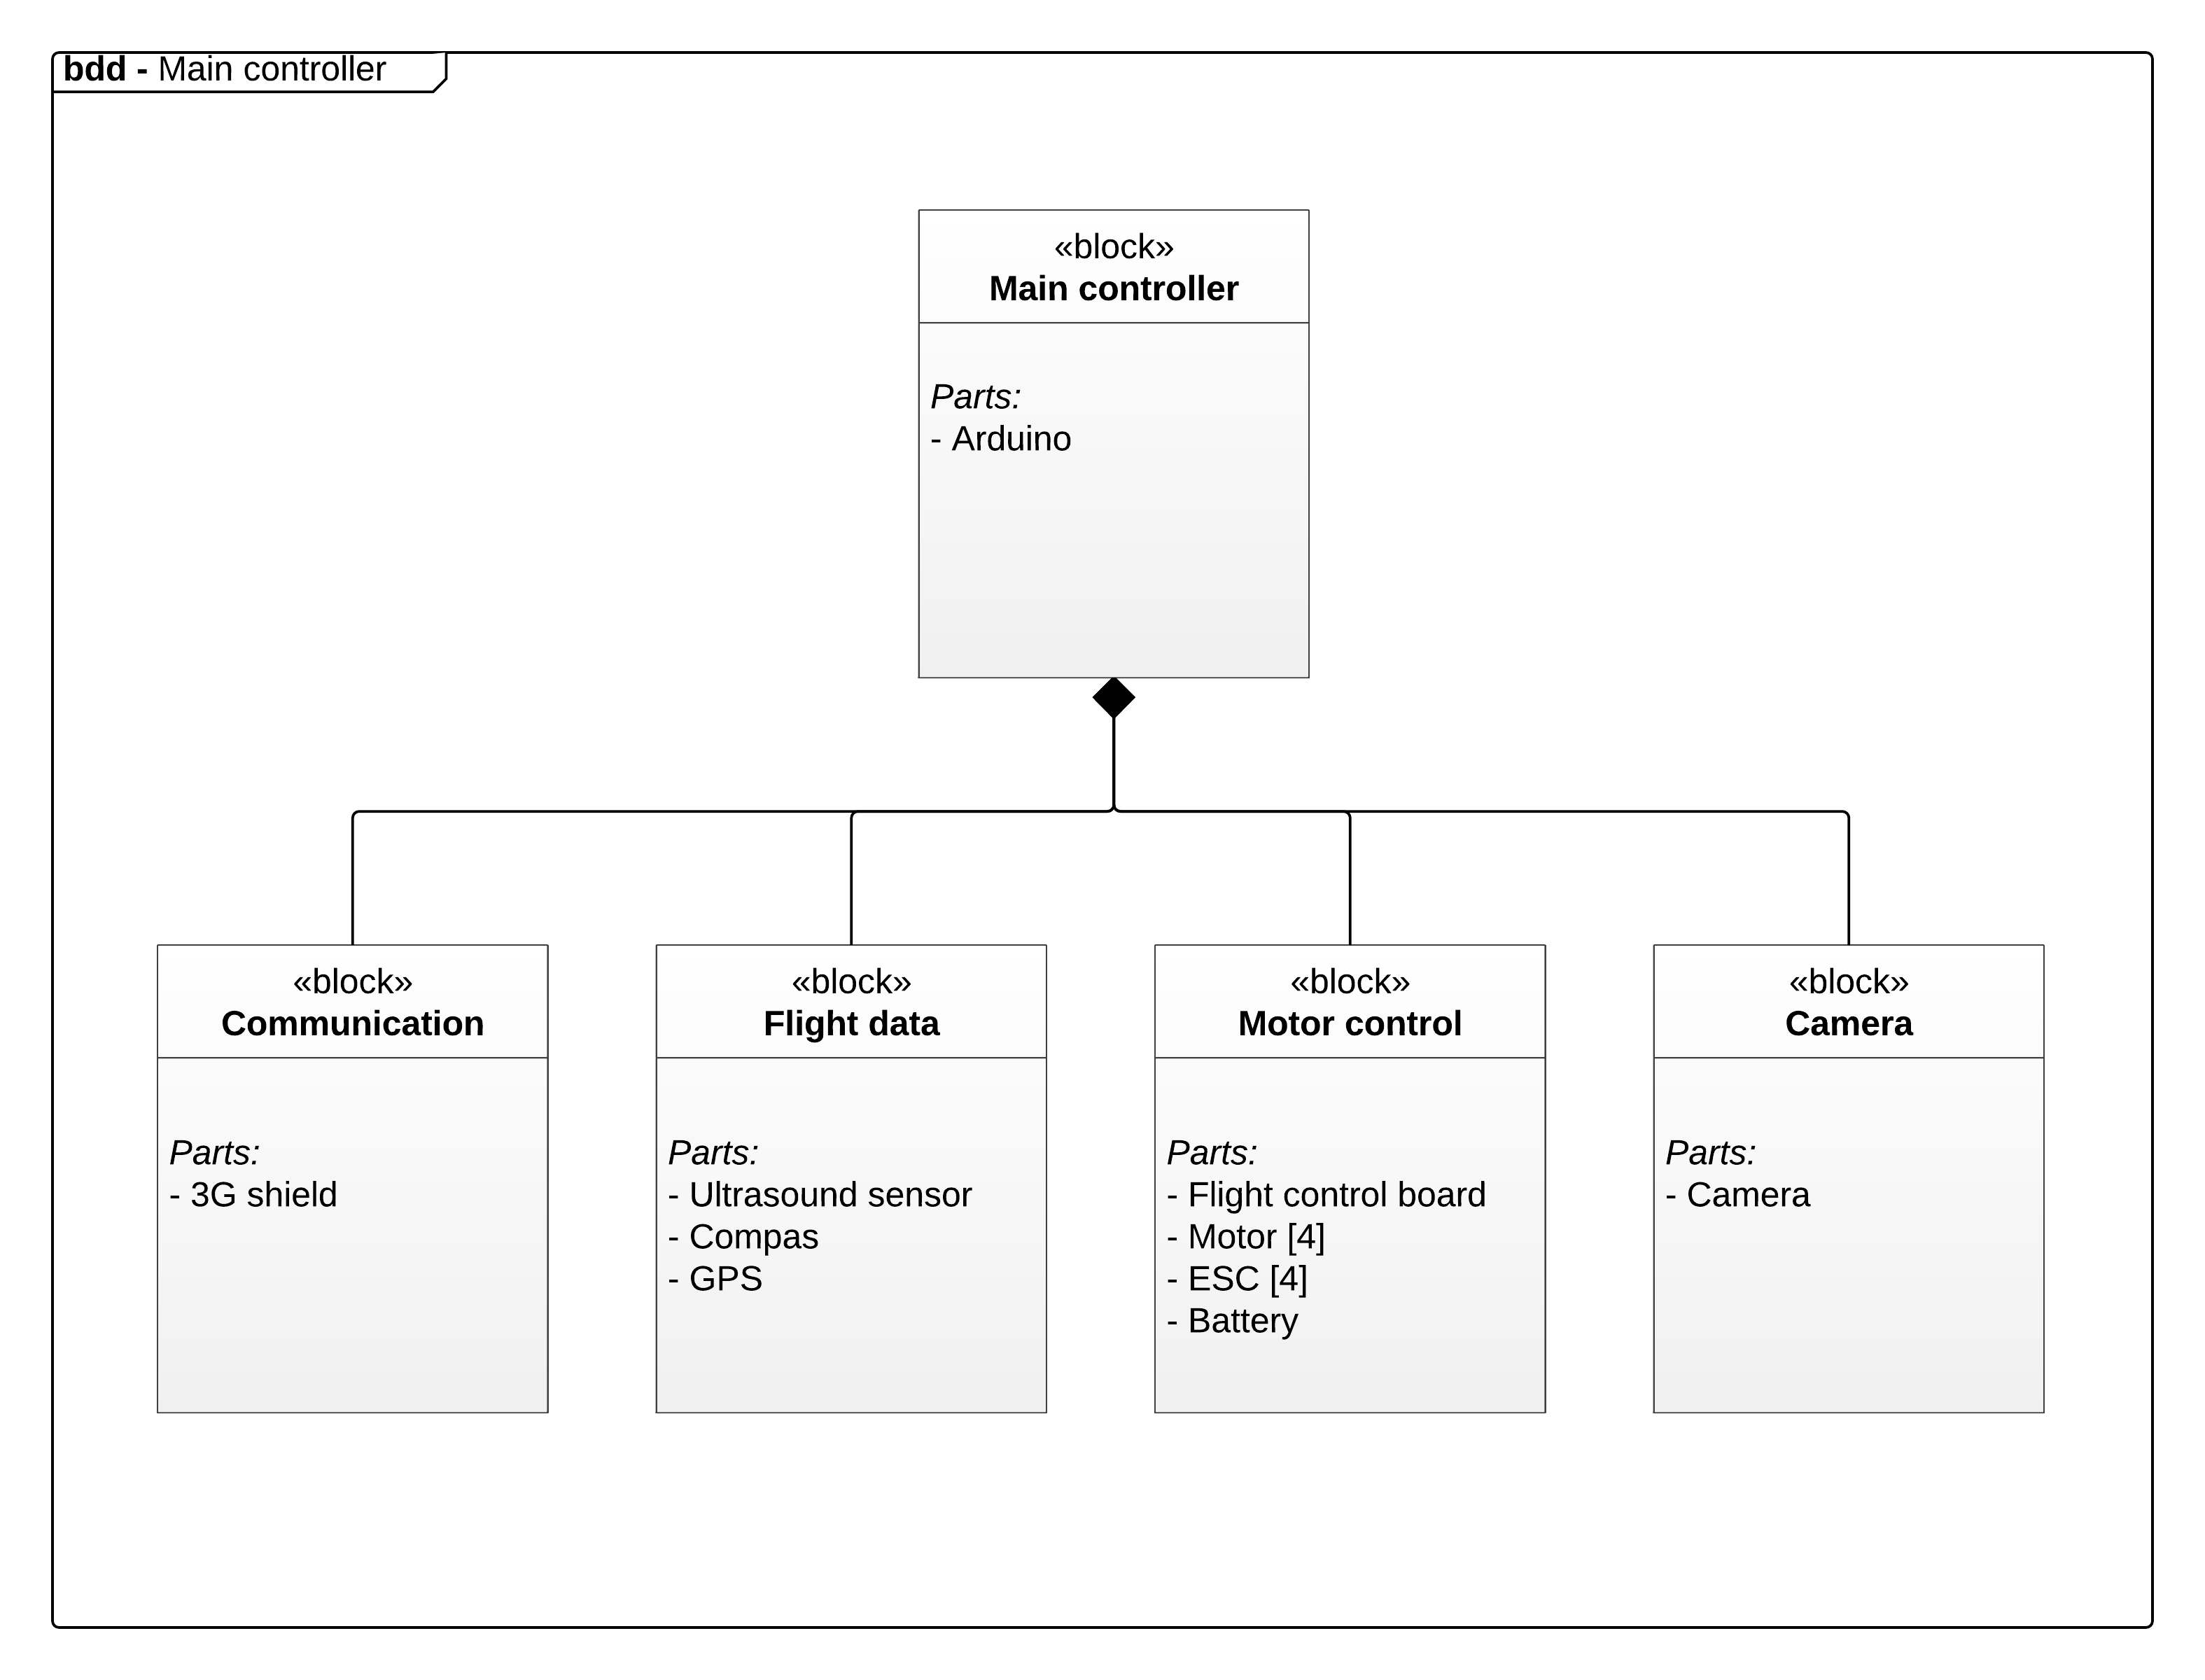 bdd - Main controller
«block»
Main controller
Parts:
- Arduino
«block»
Communication
Parts:
- 3G shield
«block»
Flight data
Parts:
- Ultrasound sensor
- Compas
- GPS
«block»
Motor control
Parts:
- Flight control board
- Motor [4]
- ESC [4]
- Battery
«block»
Camera
Parts:
- Camera